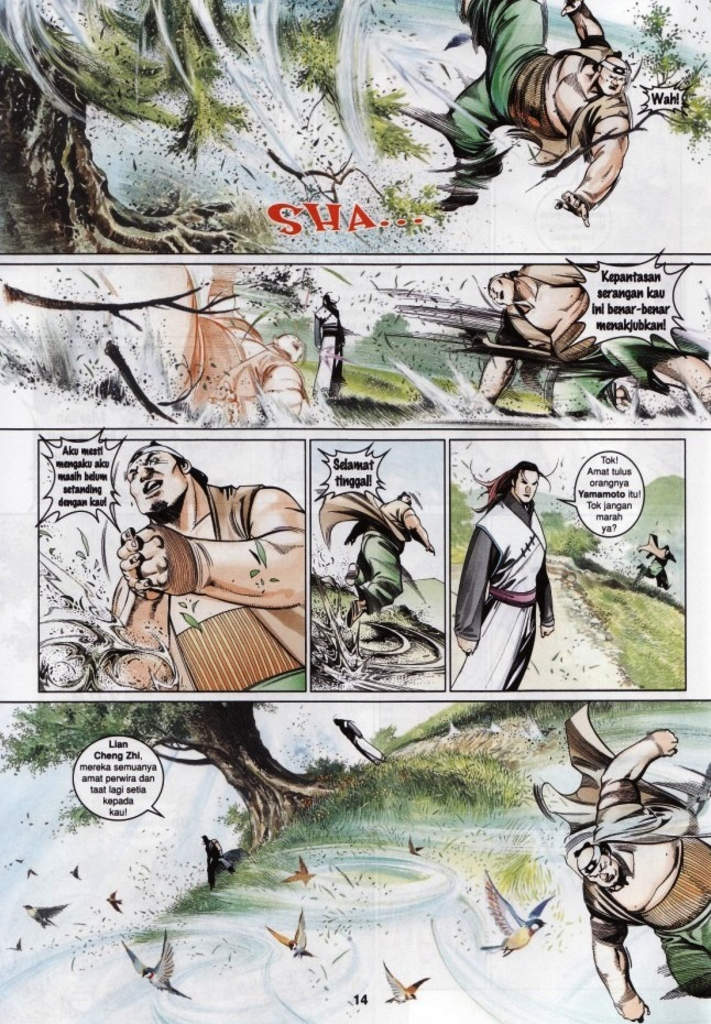 Wah!
SHA...
Kepantasan
serangan kau
ini benar-benar
menakjubkan!
Aku mesti
mengaku aku
masih belum
setanding
dengan kau!
Selamat
tinggal!
Tok!
Amat tulus
orangnya
Yamamoto itu!
Tok jangan
marah
ya?
Lian
Cheng Zhi,
mereka semuanya
amat perwira dan
taat lagi setia
kepada
kau!
14